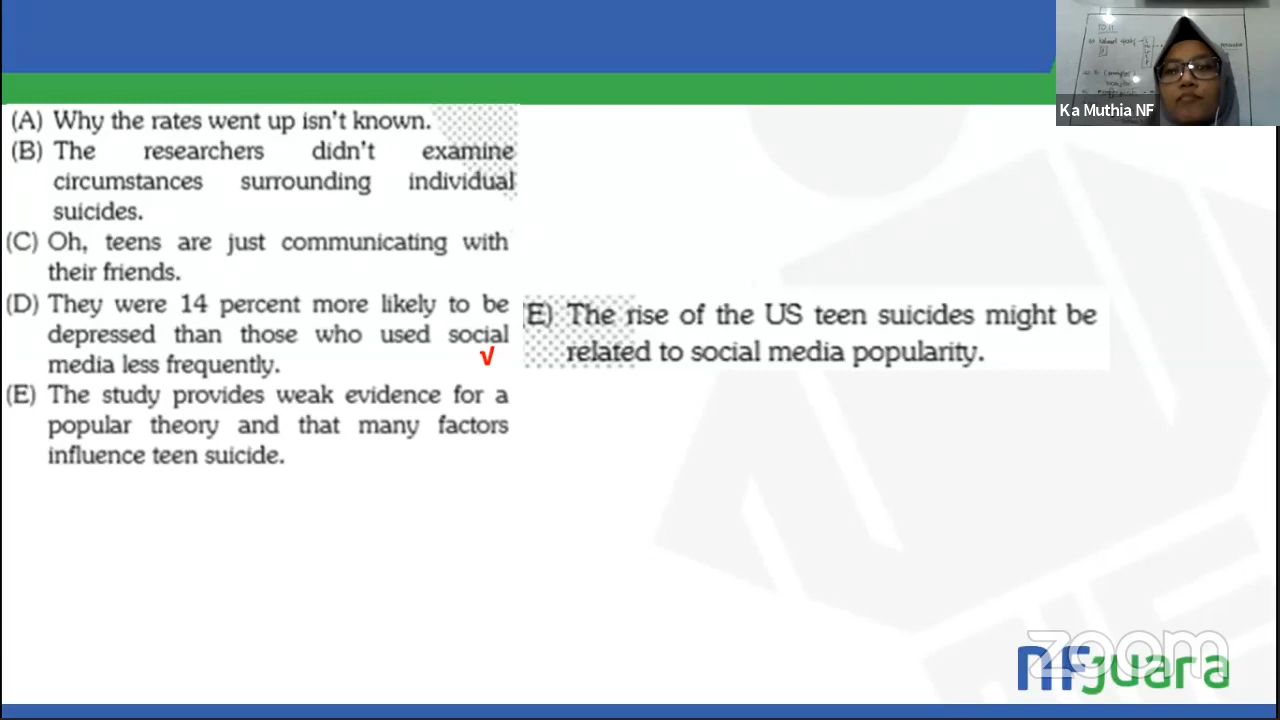 (A) Why the rates went up isn't known.
(B) The researchers didn't examine
circumstances surrounding individual
suicides.
(C) Oh, teens are just communicating with
their friends.
(D) They were 14 percent more likely to be
depressed than those who used social
media less frequently.
√
(E) The study provides weak evidence for a
popular theory and that many factors
influence teen suicide.
E) The rise of the US teen suicides might be
related to social media popularity.
Ka Muthia NF
zoom
NFJUARA